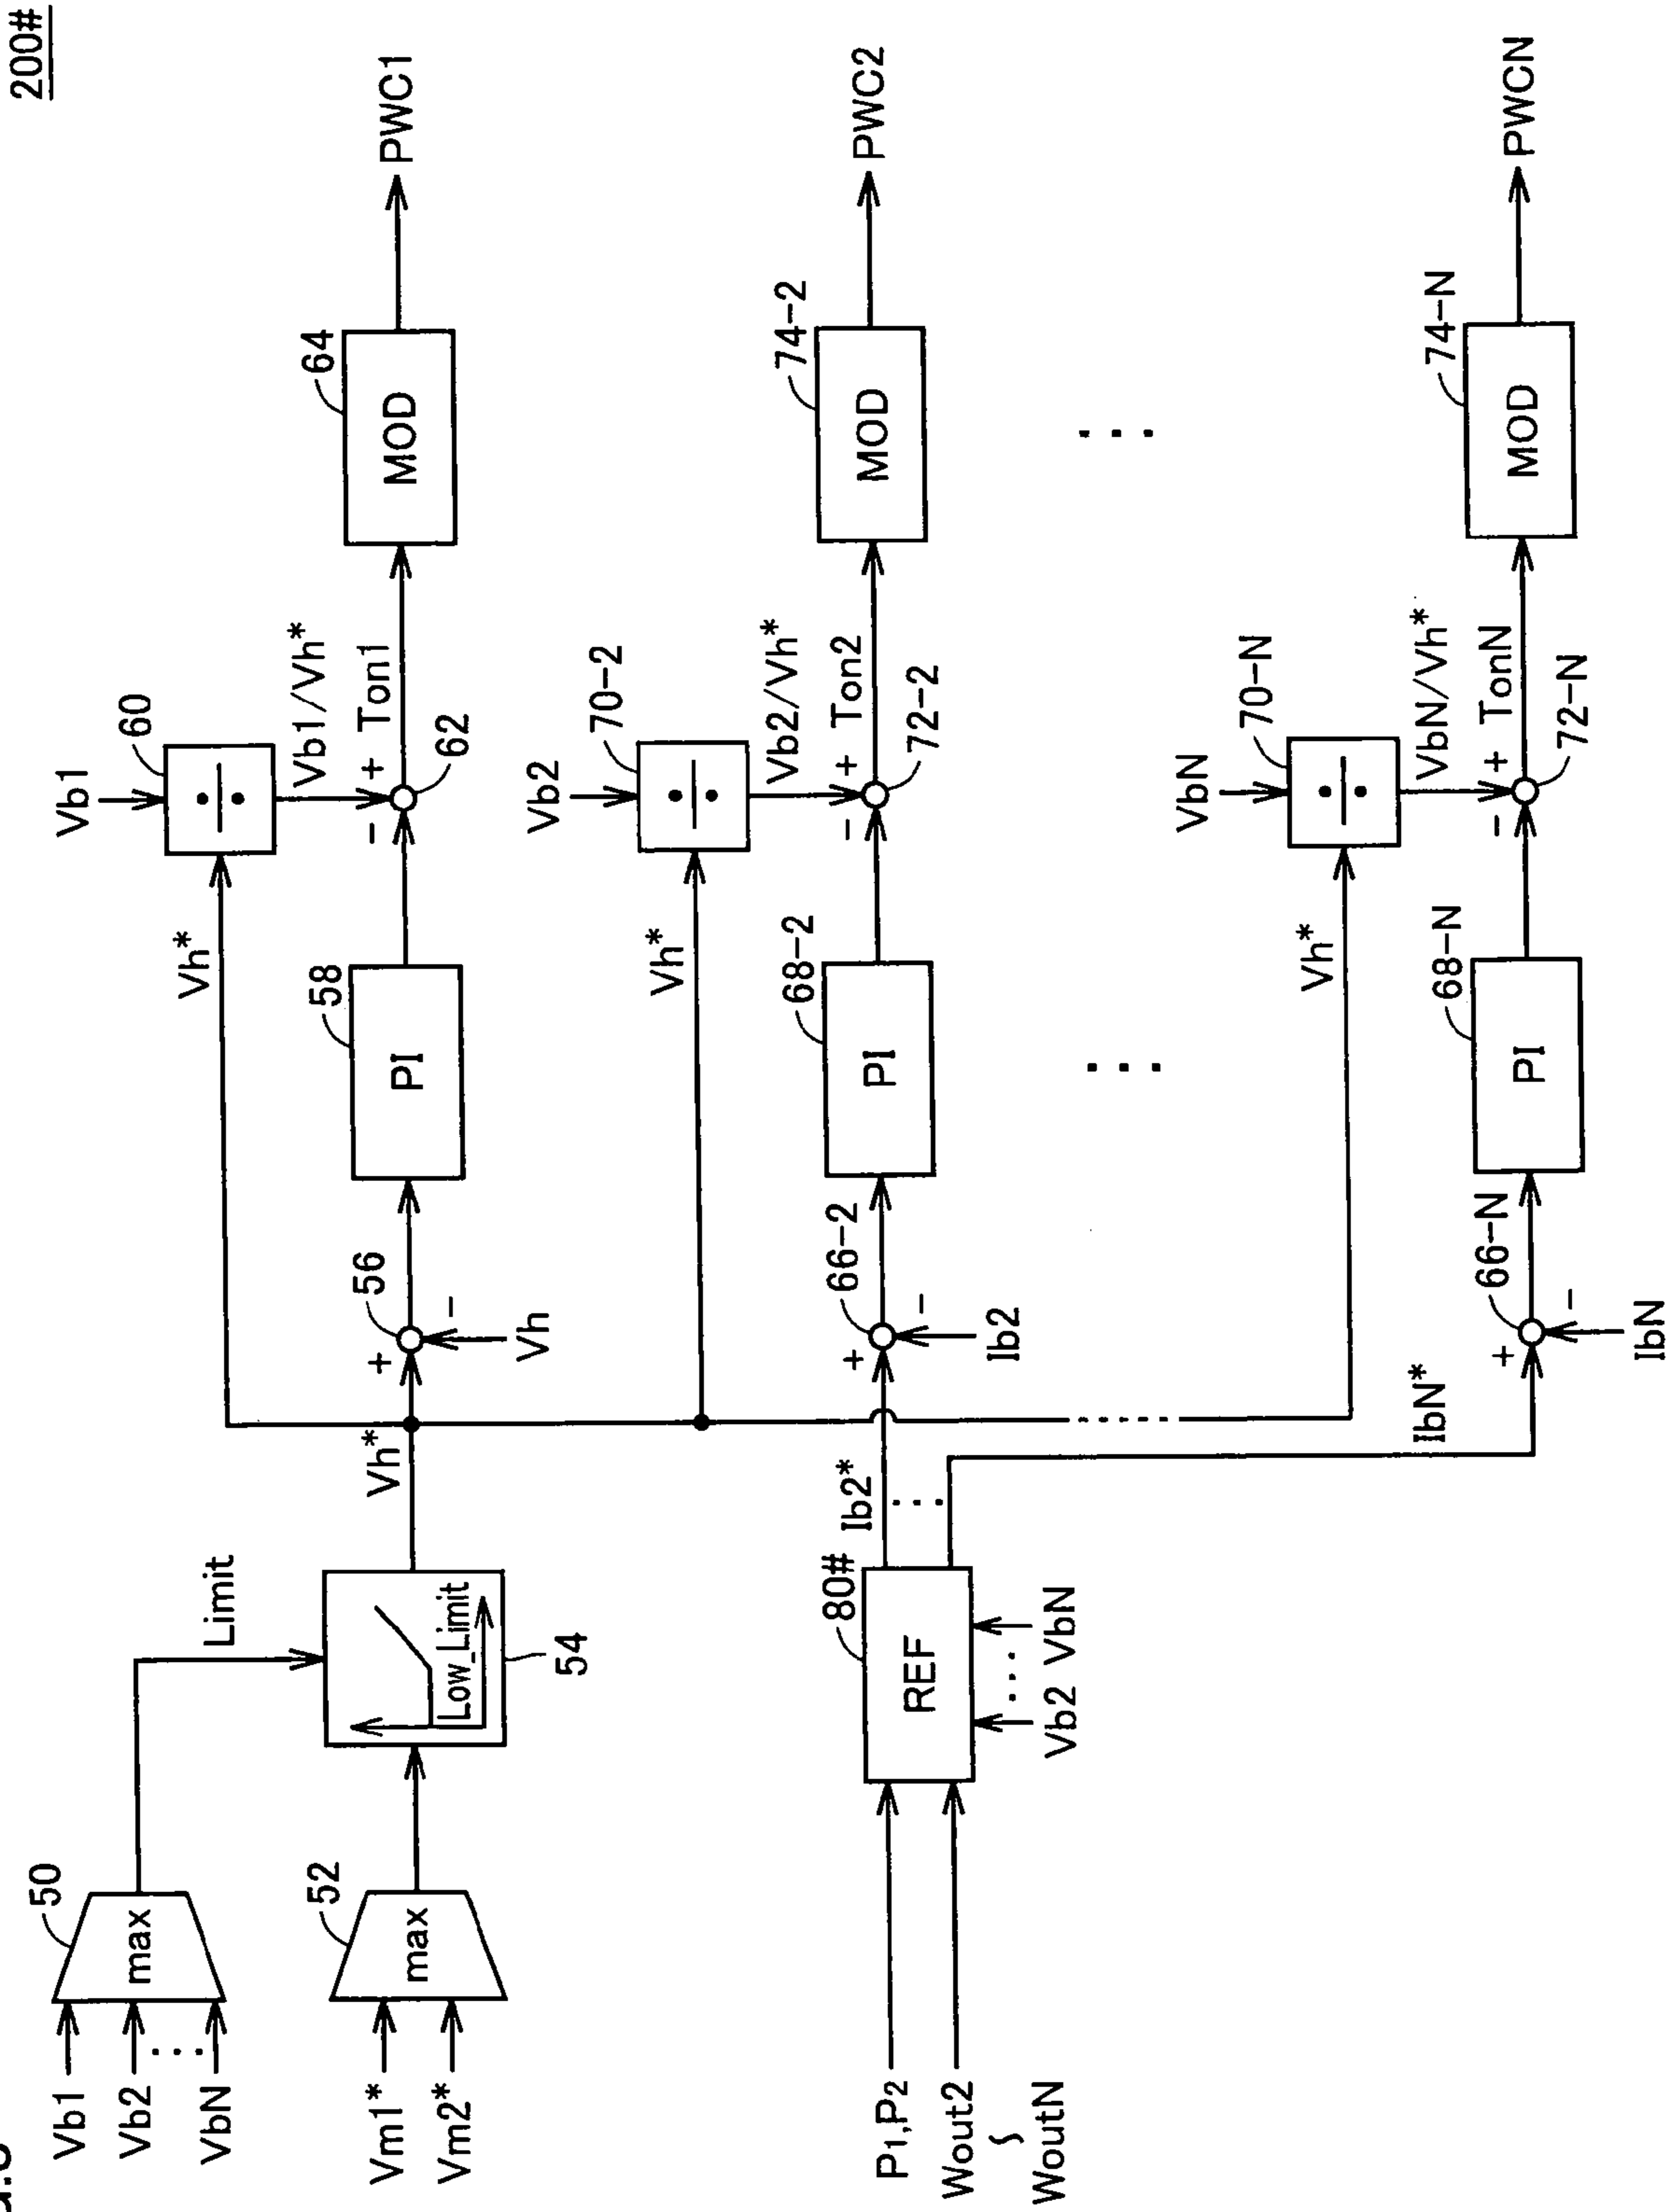 200#
Vb1
Vb2
VbN
50
max
Limit
Vm1*
Vm2*
52
max
Low_Limit
54
Vh*
Vh*
Vb1
60
Vb1/Vh*
+
-
56
Vh
+
-
58
PI
62
Ton1
64
MOD
PWC1
P1,P2
Wout2
WoutN
80#
REF
Vb2
VbN
Ib2*
Vh*
Vb2
70-2
Vb2/Vh*
+
-
66-2
Ib2
+
-
68-2
PI
72-2
Ton2
74-2
MOD
PWC2
IbN*
Vh*
VbN
70-N
VbN/Vh*
+
-
66-N
IbN
+
-
68-N
PI
72-N
TonN
74-N
MOD
PWCN